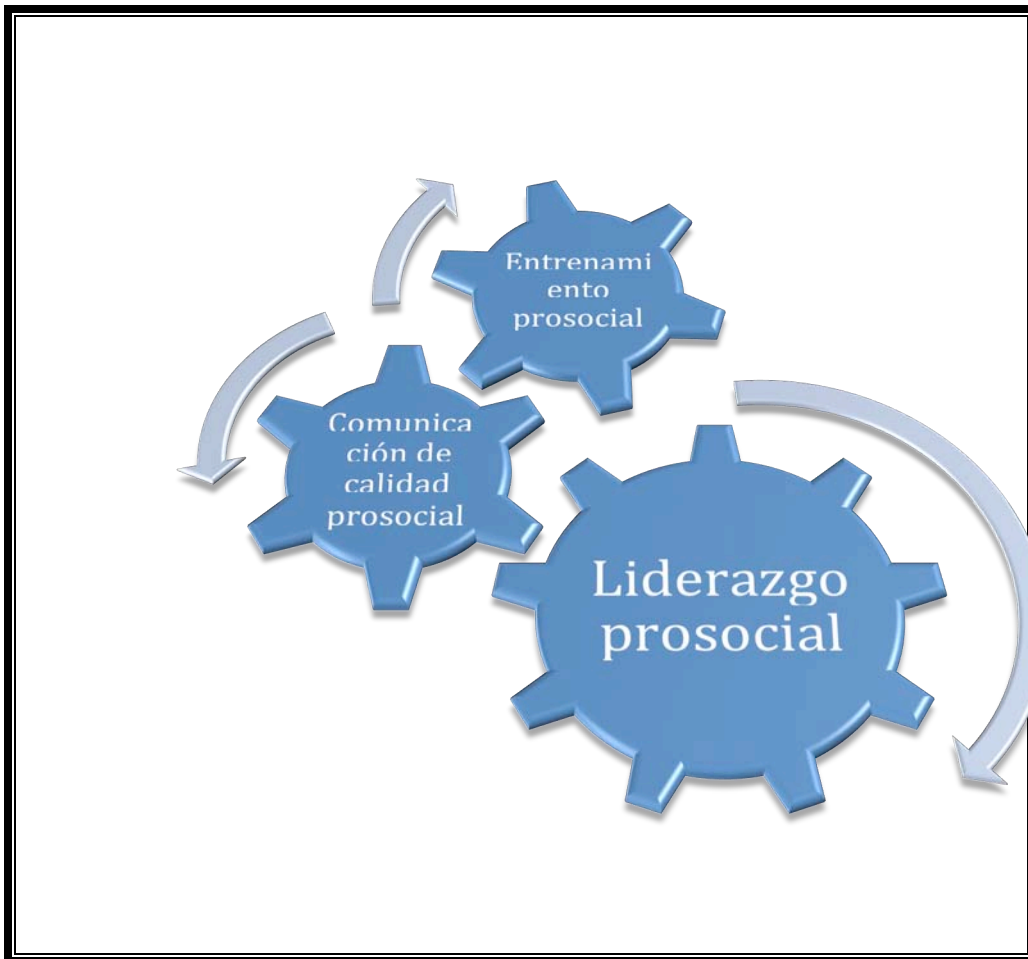 Entrenami
ento
prosocial
Comunica
ción de
calidad
prosocial
Liderazgo
prosocial